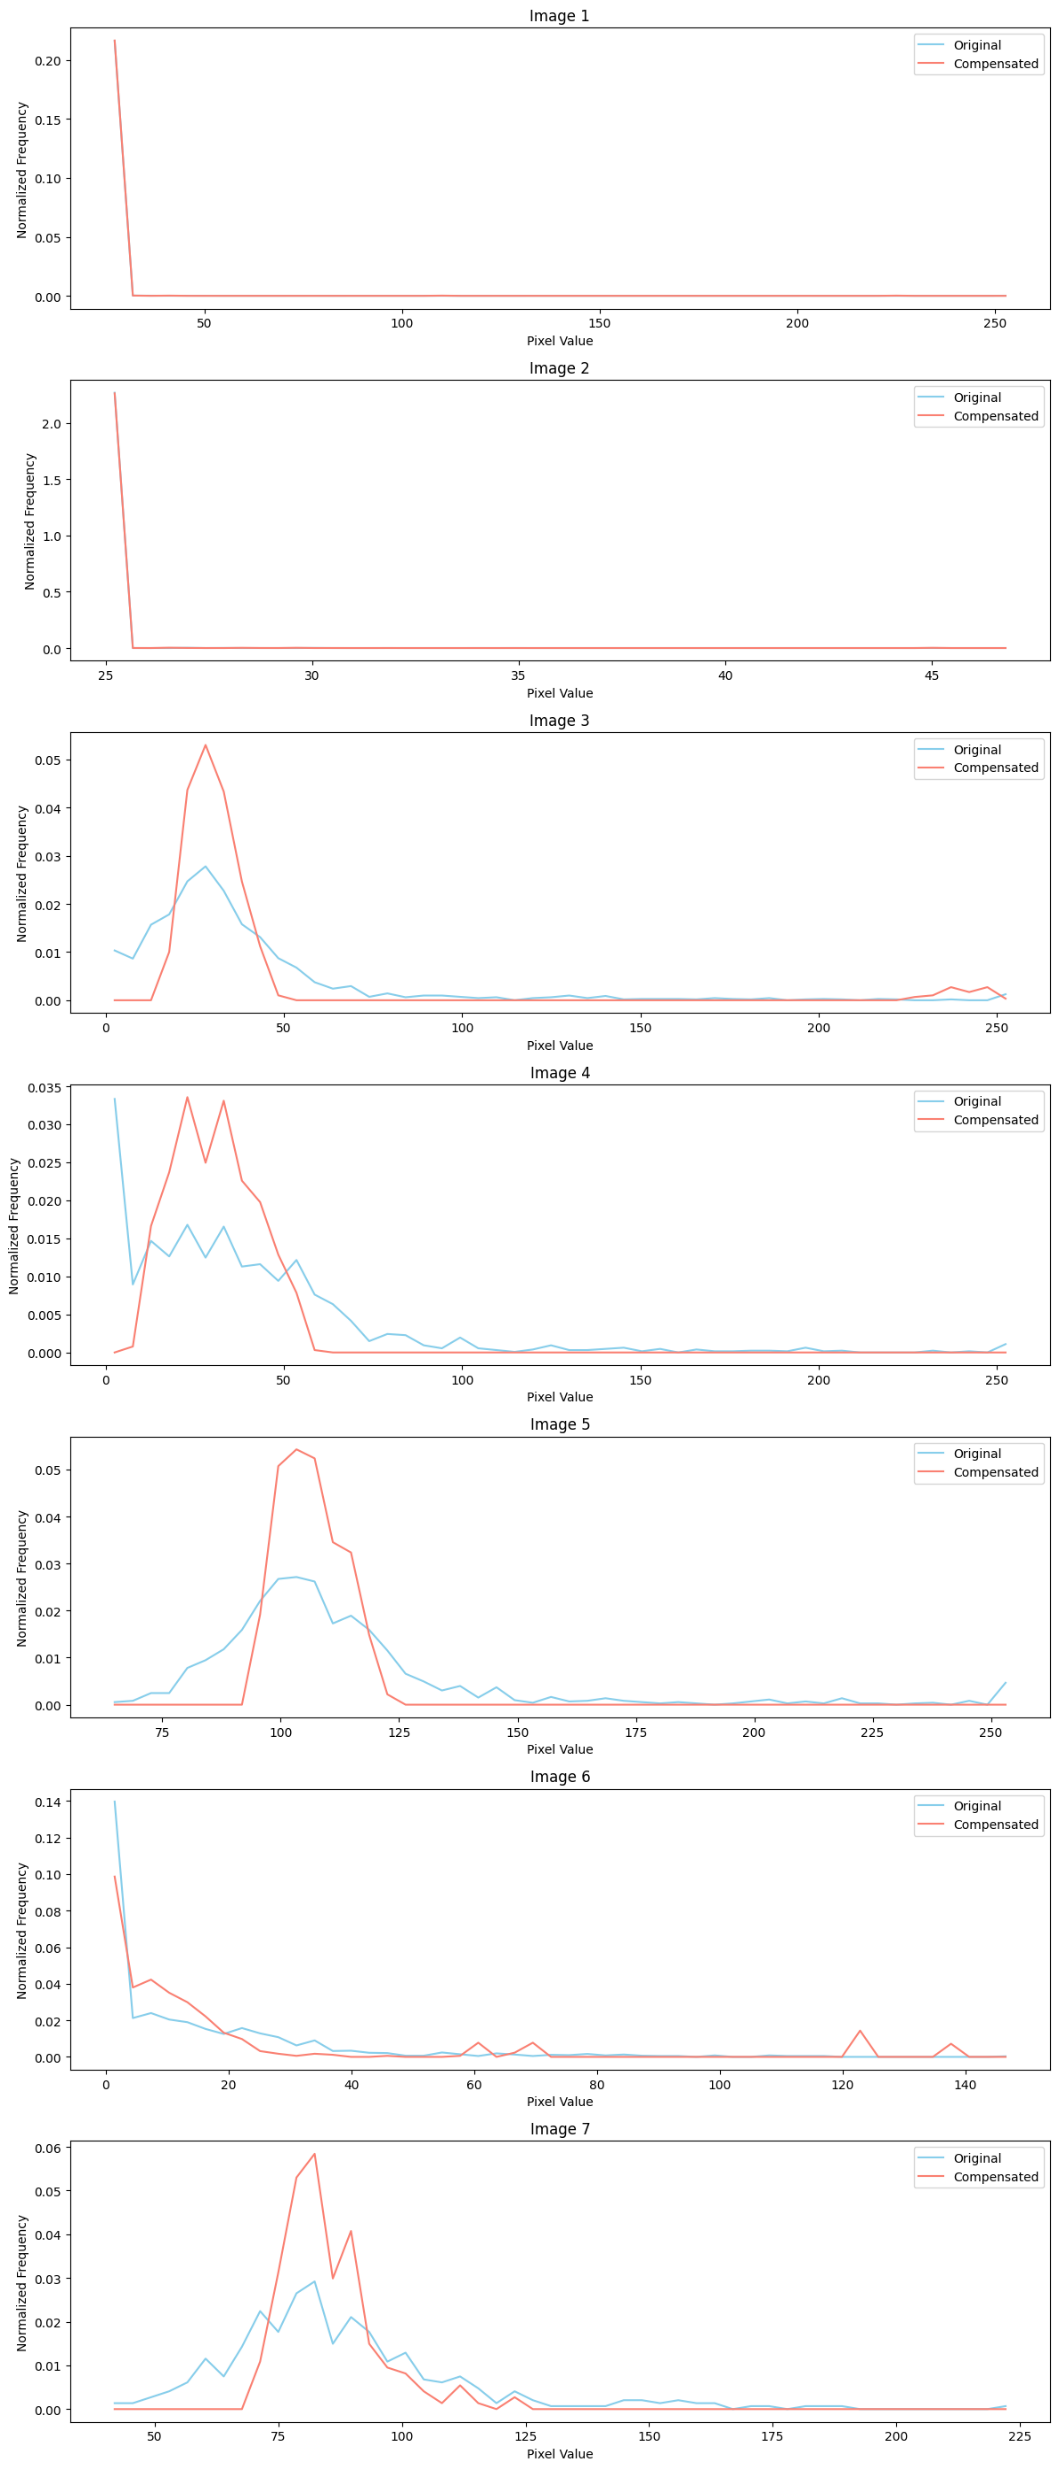 Image 1
Original
Compensated
0.20
0.15
0.10
0.05
0.00
Normalized Frequency
50 100 150 200 250
Pixel Value
Image 2
Original
Compensated
2.0
1.5
1.0
0.5
0.0
Normalized Frequency
25 30 35 40 45
Pixel Value
Image 3
Original
Compensated
0.05
0.04
0.03
0.02
0.01
0.00
Normalized Frequency
0 50 100 150 200 250
Pixel Value
Image 4
Original
Compensated
0.035
0.030
0.025
0.020
0.015
0.010
0.005
0.000
Normalized Frequency
0 50 100 150 200 250
Pixel Value
Image 5
Original
Compensated
0.05
0.04
0.03
0.02
0.01
0.00
Normalized Frequency
75 100 125 150 175 200 225 250
Pixel Value
Image 6
Original
Compensated
0.14
0.12
0.10
0.08
0.06
0.04
0.02
0.00
Normalized Frequency
0 20 40 60 80 100 120 140
Pixel Value
Image 7
Original
Compensated
0.06
0.05
0.04
0.03
0.02
0.01
0.00
Normalized Frequency
50 75 100 125 150 175 200 225
Pixel Value